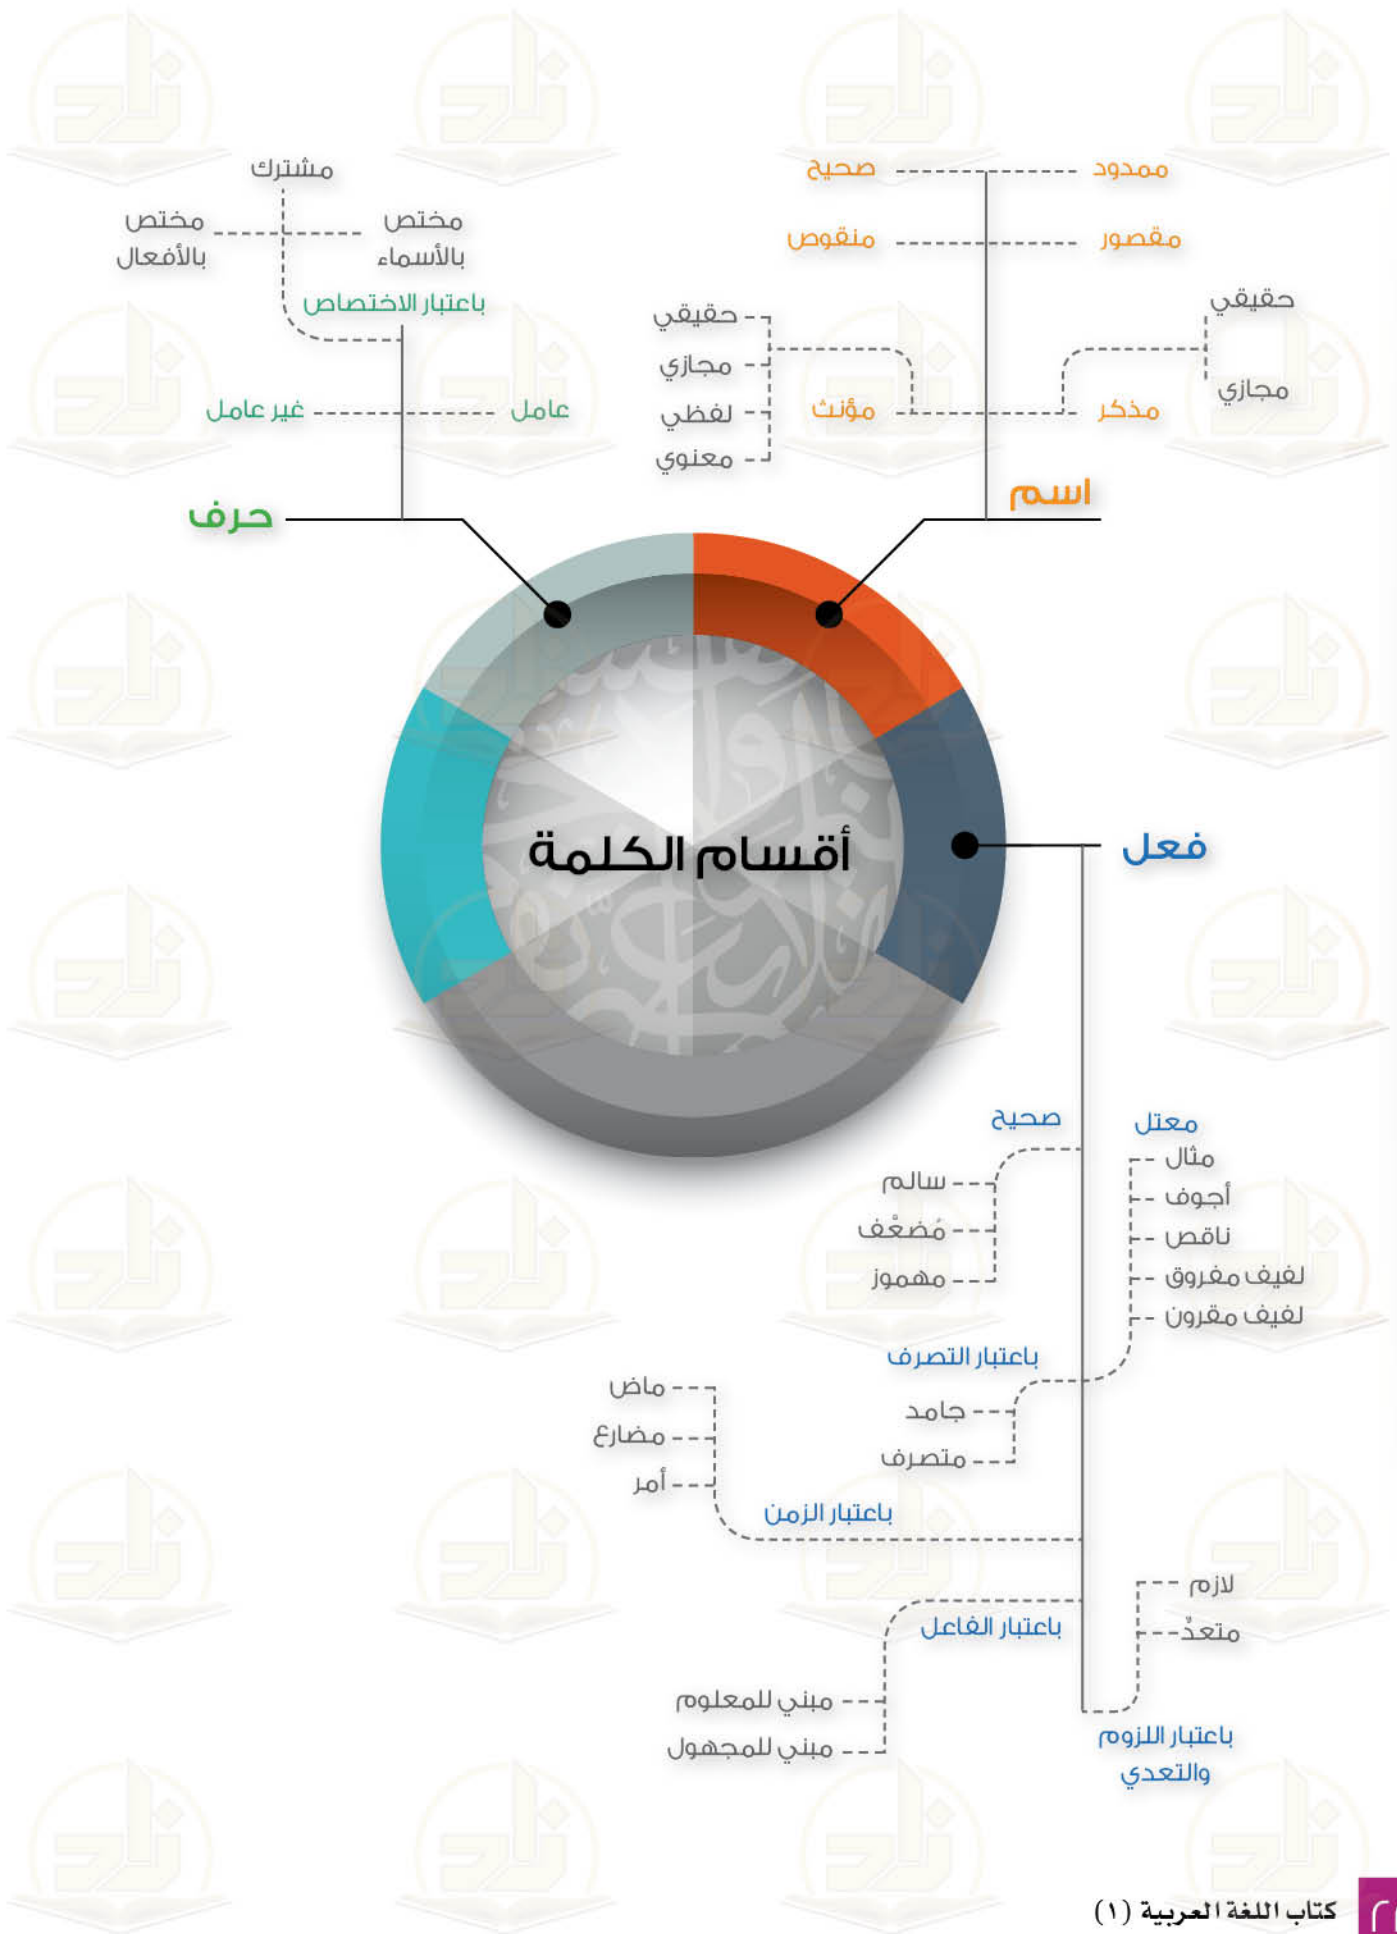 ممدود
صحيح
مقصور
منقوص
حقيقي
مجازي
مذكر
مؤنث
حقيقي
مجازي
لفظي
معنوي
اسم
مشترك
مختص
بالأسماء
مختص
بالأفعال
باعتبار الاختصاص
عامل
غير عامل
حرف
أقسام الكلمة
فعل
معتل
مثال
أجوف
ناقص
لفيف مفروق
لفيف مقرون
صحيح
سالم
مُضعْف
مهموز
باعتبار التصرف
جامد
متصرف
ماض
مضارع
أمر
باعتبار الزمن
لازم
متعدٌ
باعتبار اللزوم
والتعدي
باعتبار الفاعل
مبني للمعلوم
مبني للمجهول
كتاب اللغة العربية (١)
زاد